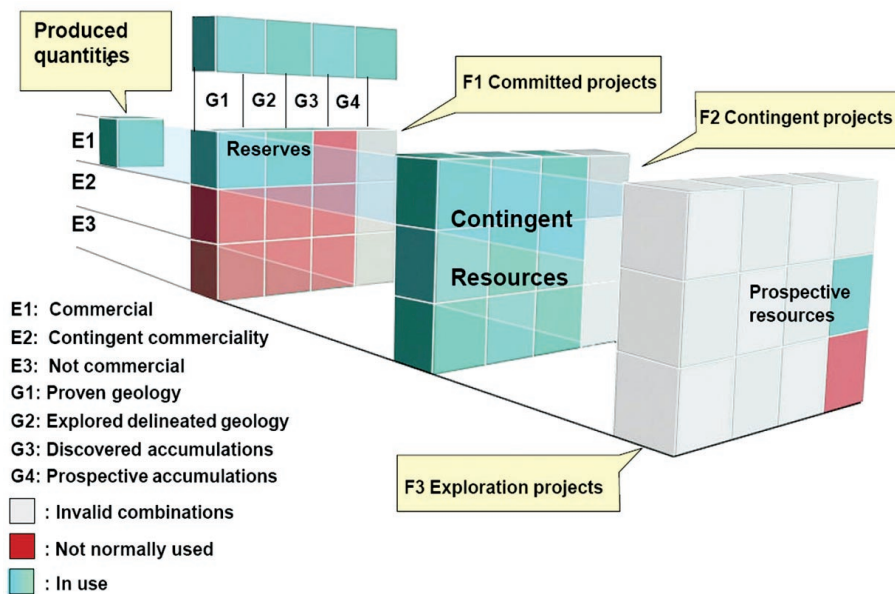 Produced
quantities
G1 G2 G3 G4
F1 Committed projects
F2 Contingent projects
E1
E2
E3
Reserves
Contingent
Resources
Prospective
resources
E1: Commercial
E2: Contingent commerciality
E3: Not commercial
G1: Proven geology
G2: Explored delineated geology
G3: Discovered accumulations
G4: Prospective accumulations
F3 Exploration projects
: Invalid combinations
: Not normally used
: In use